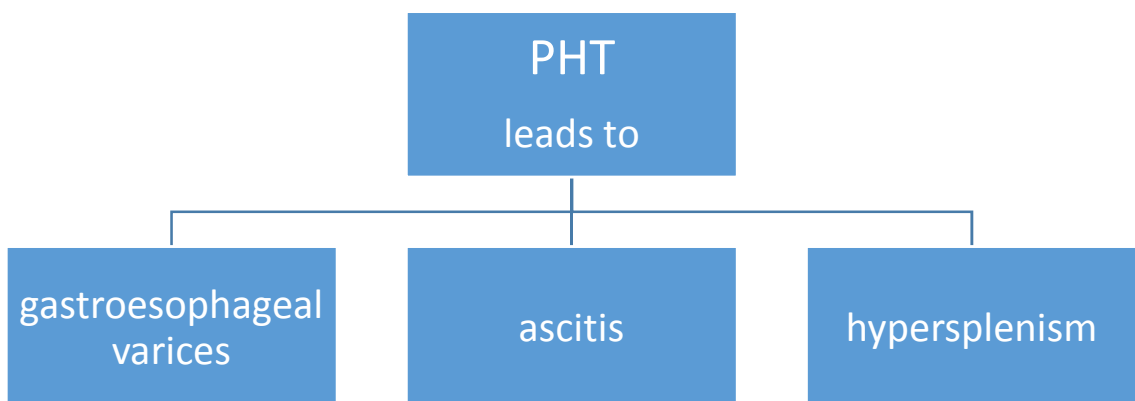 PHT
leads to
gastroesophageal
varices
ascitis
hypersplenism